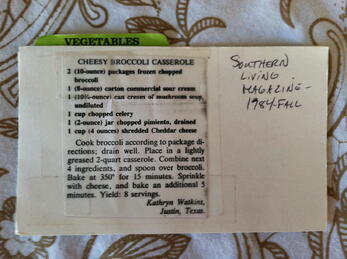 VEGETABLES
CHEESY BROCCOLI CASSEROLE
2 (10-ounce) packages frozen chopped
broccoli
1 (8-ounce) carton commercial sour cream
1 (10¾-ounce) can cream of mushroom soup,
undiluted
1 cup chopped celery
1 (2-ounce) jar chopped pimiento, drained
1 cup (4 ounces) shredded Cheddar cheese
Cook broccoli according to package di-
rections; drain well. Place in a lightly
greased 2-quart casserole. Combine next
4 ingredients, and spoon over broccoli.
Bake at 350° for 15 minutes. Sprinkle
with cheese, and bake an additional 5
minutes. Yield: 8 servings.
Kathryn Watkins,
Justin, Texas.
SOUTHERN
LIVING
MAGAZINE-
1984-FALL